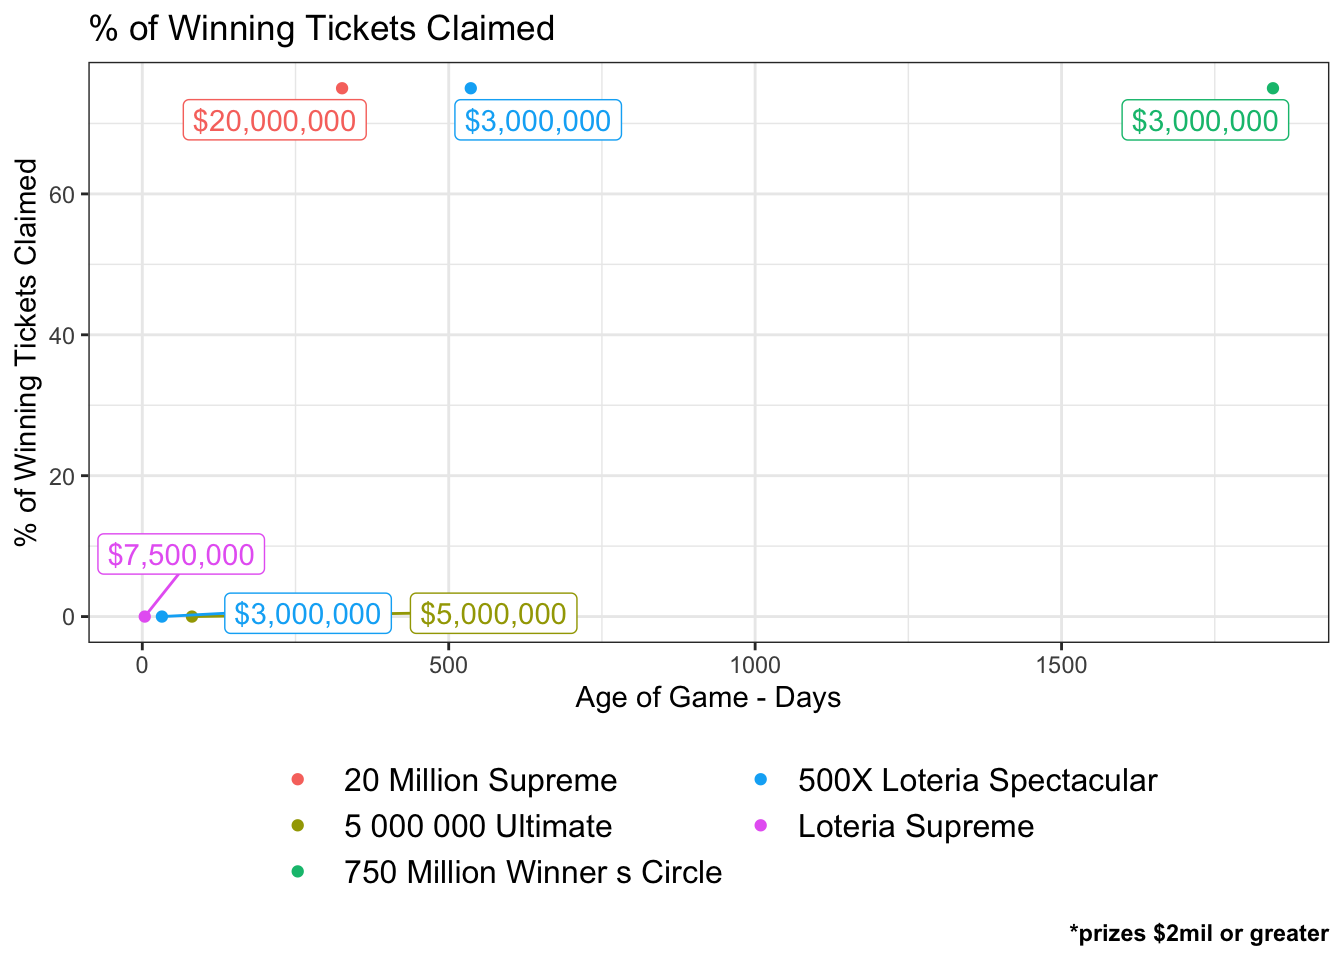 % of Winning Tickets Claimed
$20,000,000
$3,000,000
$3,000,000
% of Winning Tickets Claimed
60
40
20
0
$7,500,000
$3,000,000
$5,000,000
0
500
1000
1500
Age of Game - Days
20 Million Supreme
5 000 000 Ultimate
750 Million Winner s Circle
500X Loteria Spectacular
Loteria Supreme
*prizes $2mil or greater